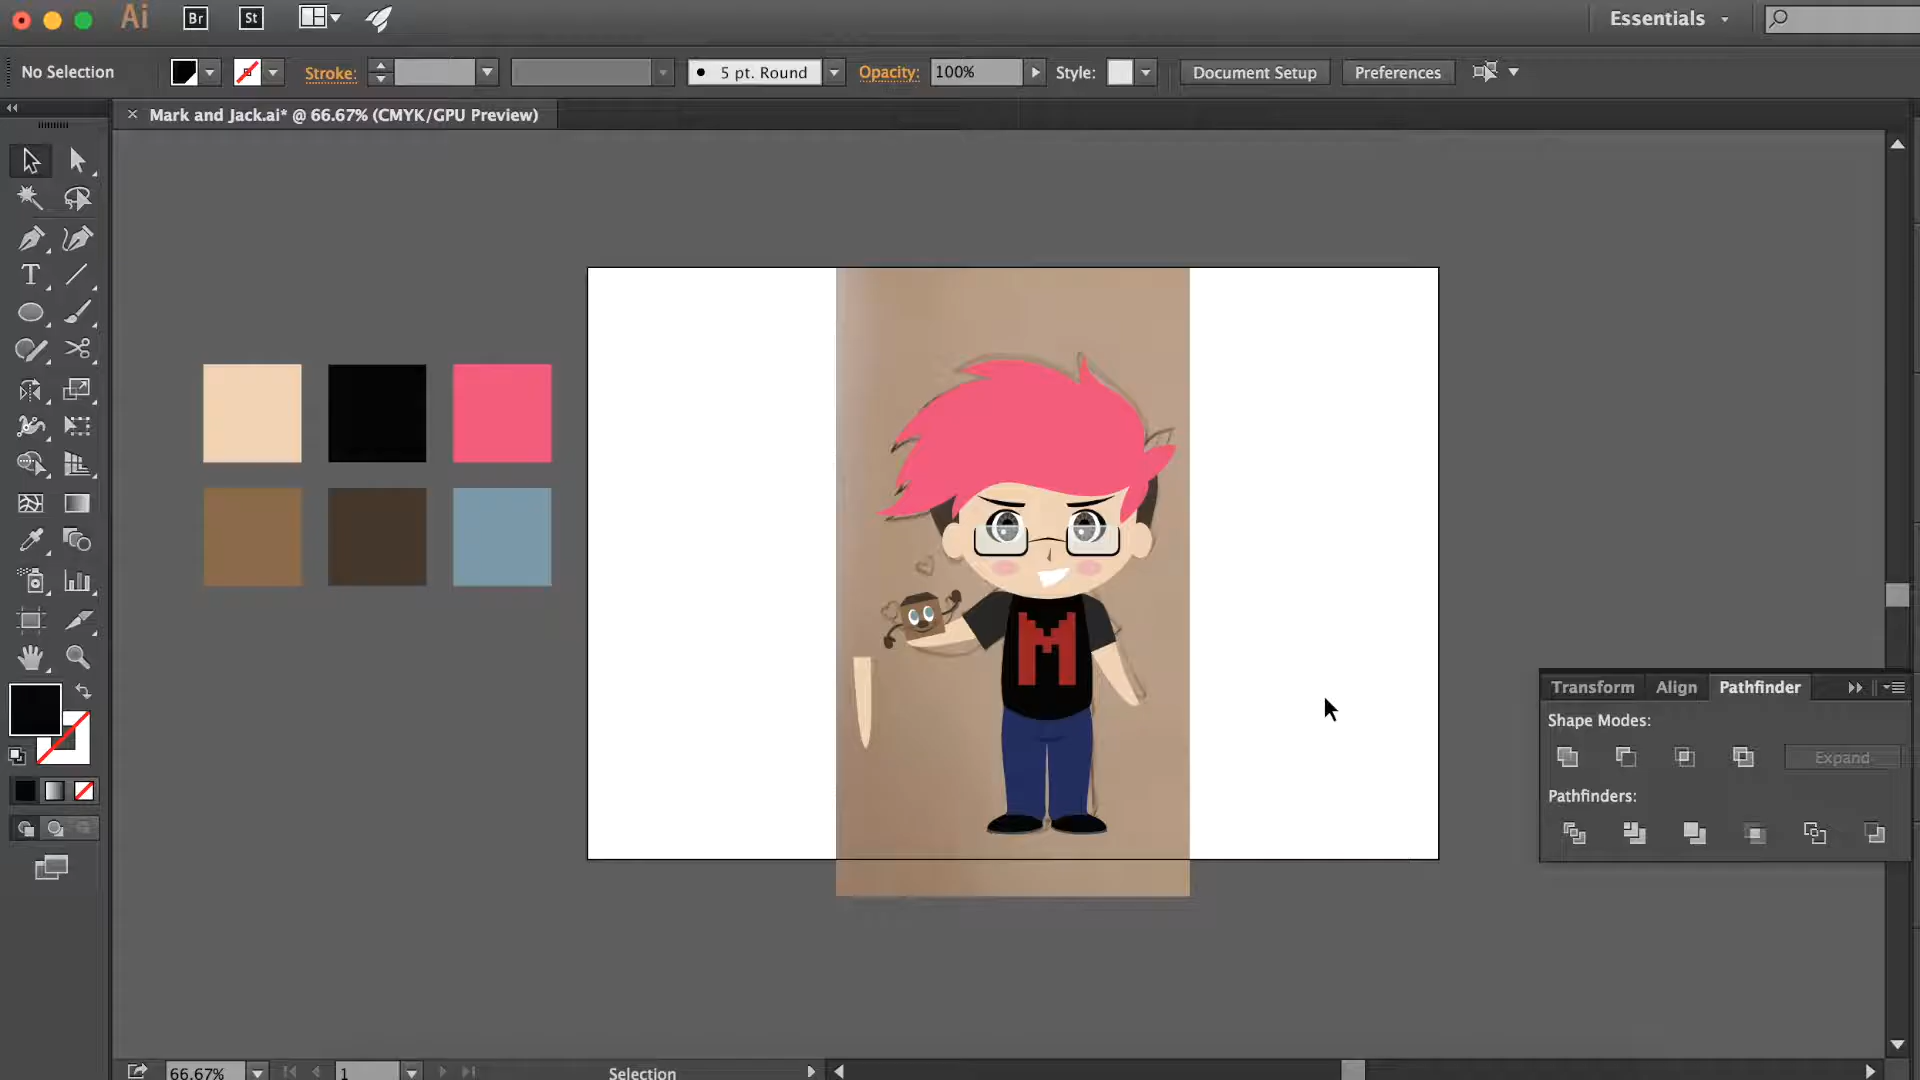 Ai Br St Essentials
No Selection Stroke: 5 pt. Round Opacity: 100% Style: Document Setup Preferences
× Mark and Jack.ai* @ 66.67% (CMYK/GPU Preview)
T
M
Transform Align Pathfinder
Shape Modes:
Expand
Pathfinders:
66.67% 1 Selection